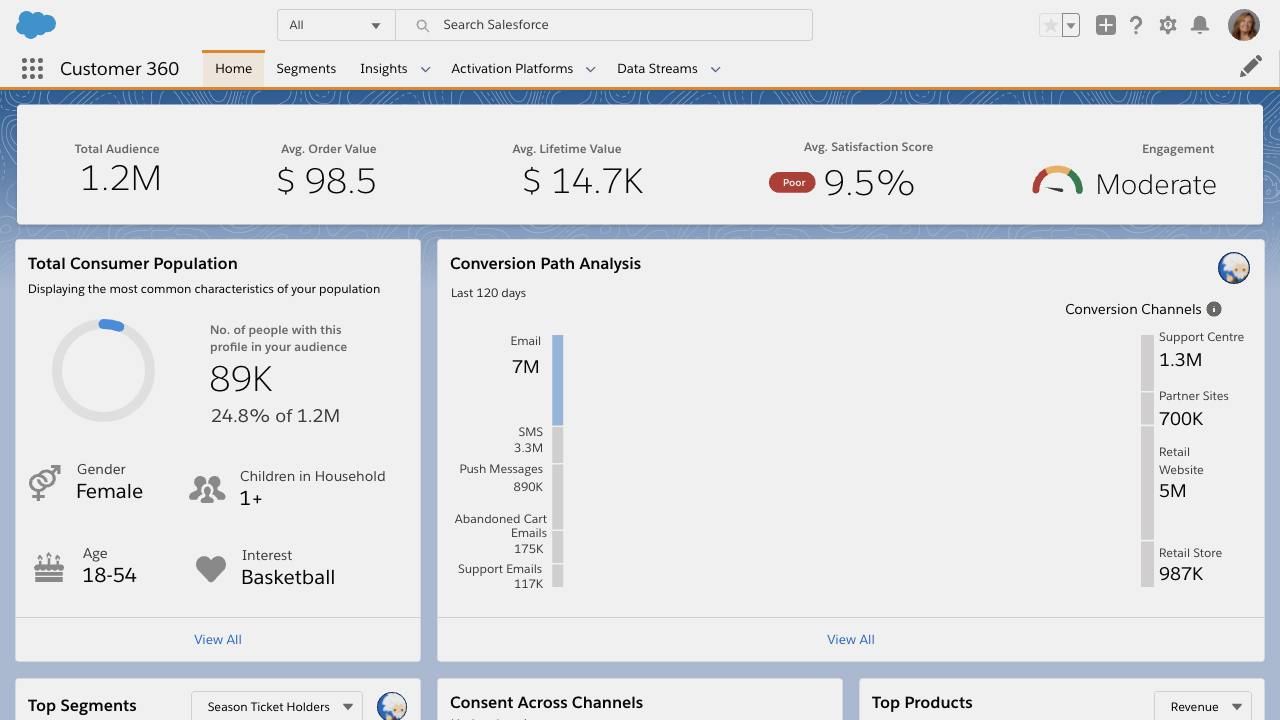 All
Search Salesforce
Customer 360
Home
Segments
Insights
Activation Platforms
Data Streams
Total Audience
1.2M
Avg. Order Value
$ 98.5
Avg. Lifetime Value
$ 14.7K
Avg. Satisfaction Score
Poor
9.5%
Engagement
Moderate
Total Consumer Population
Displaying the most common characteristics of your population
No. of people with this
profile in your audience
89K
24.8% of 1.2M
Gender
Female
Children in Household
1+
Age
18-54
Interest
Basketball
View All
Conversion Path Analysis
Last 120 days
Conversion Channels
Email
7M
SMS
3.3M
Push Messages
890K
Abandoned Cart
Emails
175K
Support Emails
117K
Support Centre
1.3M
Partner Sites
700K
Retail
Website
5M
Retail Store
987K
View All
Top Segments
Season Ticket Holders
Consent Across Channels
Top Products
Revenue